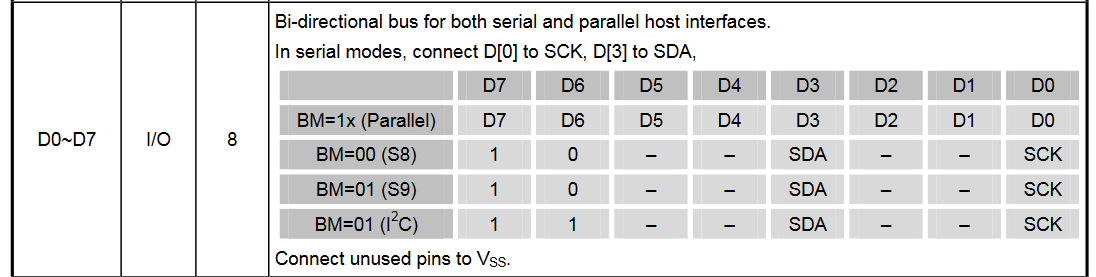 Bi-directional bus for both serial and parallel host interfaces.
In serial modes, connect D[0] to SCK, D[3] to SDA,
D7 D6 D5 D4 D3 D2 D1 D0
BM=1x (Parallel) D7 D6 D5 D4 D3 D2 D1 D0
D0~D7 I/O 8
BM=00 (S8) 1 0 – – SDA – – SCK
BM=01 (S9) 1 0 – – SDA – – SCK
BM=01 (I²C) 1 1 – – SDA – – SCK
Connect unused pins to VSS.